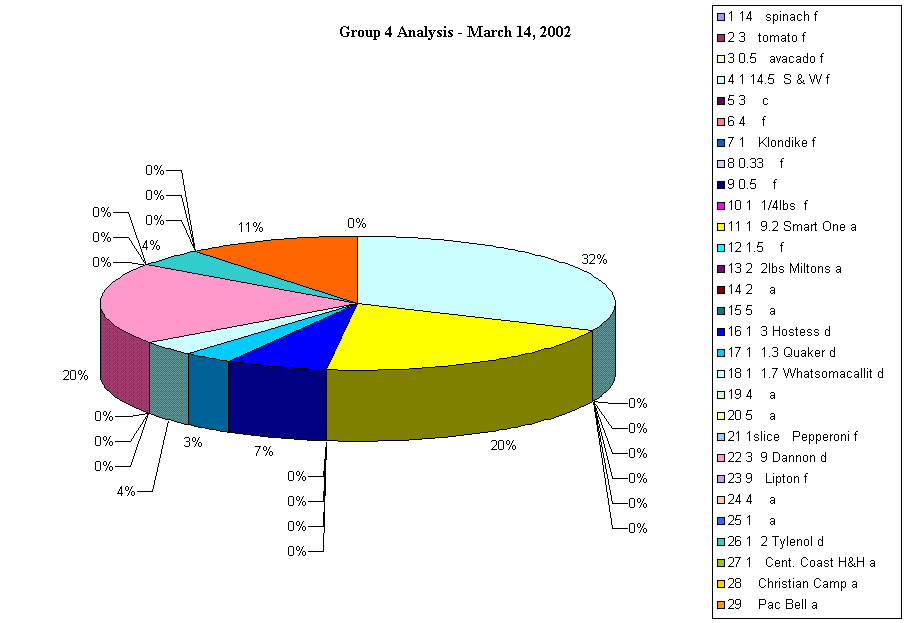 Group 4 Analysis - March 14, 2002
0%
0%
0%
0%
0%
0%
4%
11%
0%
32%
20%
0%
0%
0%
4%
3%
7%
20%
0%
0%
0%
0%
0%
0%
0%
0%
0%
0%
1 14 spinach f
2 3 tomato f
3 0.5 avacado f
4 1 14.5 S & W f
5 3 c
6 4 f
7 1 Klondike f
8 0.33 f
9 0.5 f
10 1 1/4lbs f
11 1 9.2 Smart One a
12 1.5 f
13 2 2lbs Miltons a
14 2 a
15 5 a
16 1 3 Hostess d
17 1 1.3 Quaker d
18 1 1.7 Whatsomacallit d
19 4 a
20 5 a
21 1slice Pepperoni f
22 3 9 Dannon d
23 9 Lipton f
24 4 a
25 1 a
26 1 2 Tylenol d
27 1 Cent. Coast H&H a
28 Christian Camp a
29 Pac Bell a